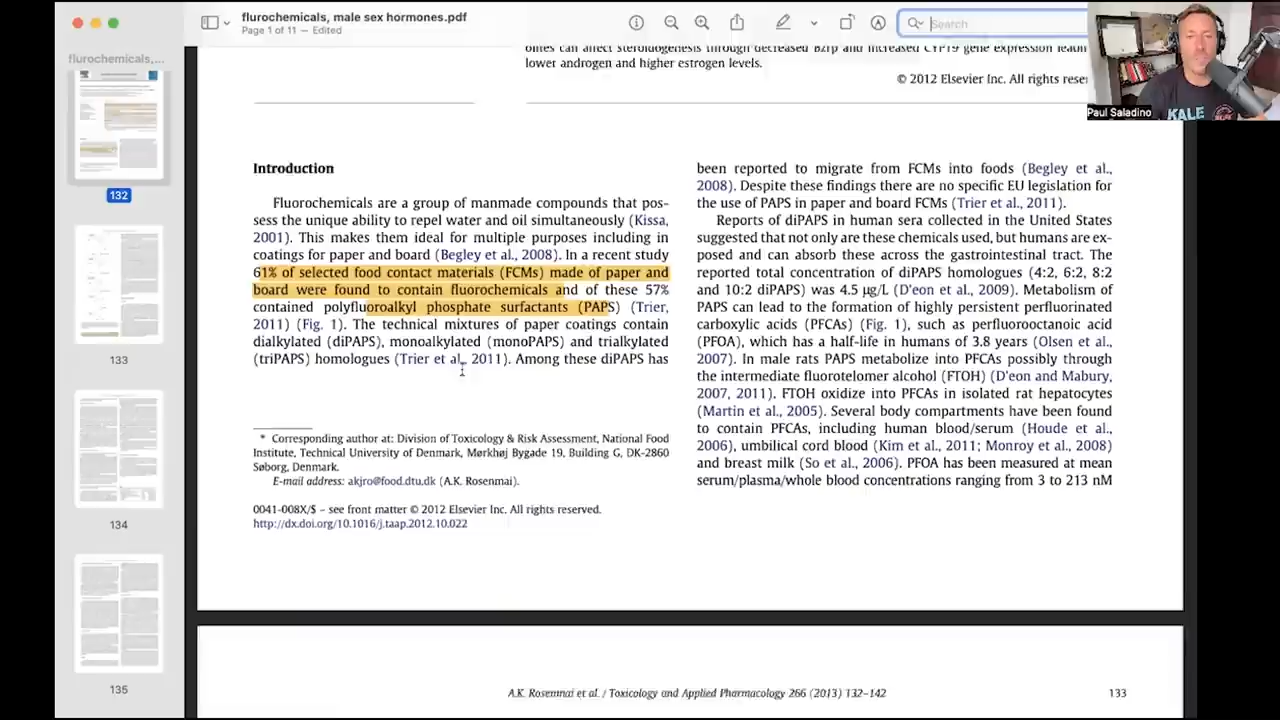 flurochemicals, male sex hormones.pdf
Page 1 of 11 – Edited
Search
flurochemicals,...
132
133
134
135
Paul Saladino
KALE
olites can affect steroidogenesis through decreased Bzrp and increased CYP19 gene expression leadin
lower androgen and higher estrogen levels.
© 2012 Elsevier Inc. All rights rese
Introduction
Fluorochemicals are a group of manmade compounds that pos-
sess the unique ability to repel water and oil simultaneously (Kissa,
2001). This makes them ideal for multiple purposes including in
coatings for paper and board (Begley et al., 2008). In a recent study
61% of selected food contact materials (FCMs) made of paper and
board were found to contain fluorochemicals and of these 57%
contained polyfluoroalkyl phosphate surfactants (PAPS) (Trier,
2011) (Fig. 1). The technical mixtures of paper coatings contain
dialkylated (diPAPS), monoalkylated (monoPAPS) and trialkylated
(triPAPS) homologues (Trier et al., 2011). Among these diPAPS has
* Corresponding author at: Division of Toxicology & Risk Assessment, National Food
Institute, Technical University of Denmark, Mørkhøj Bygade 19, Building G, DK-2860
Søborg, Denmark.
E-mail address: akjro@food.dtu.dk (A.K. Rosenmai).
0041-008X/$ – see front matter © 2012 Elsevier Inc. All rights reserved.
http://dx.doi.org/10.1016/j.taap.2012.10.022
been reported to migrate from FCMs into foods (Begley et al.,
2008). Despite these findings there are no specific EU legislation for
the use of PAPS in paper and board FCMs (Trier et al., 2011).
Reports of diPAPS in human sera collected in the United States
suggested that not only are these chemicals used, but humans are ex-
posed and can absorb these across the gastrointestinal tract. The
reported total concentration of diPAPS homologues (4:2, 6:2, 8:2
and 10:2 diPAPS) was 4.5 μg/L (D'eon et al., 2009). Metabolism of
PAPS can lead to the formation of highly persistent perfluorinated
carboxylic acids (PFCAs) (Fig. 1), such as perfluorooctanoic acid
(PFOA), which has a half-life in humans of 3.8 years (Olsen et al.,
2007). In male rats PAPS metabolize into PFCAs possibly through
the intermediate fluorotelomer alcohol (FTOH) (D'eon and Mabury,
2007, 2011). FTOH oxidize into PFCAs in isolated rat hepatocytes
(Martin et al., 2005). Several body compartments have been found
to contain PFCAs, including human blood/serum (Houde et al.,
2006), umbilical cord blood (Kim et al., 2011; Monroy et al., 2008)
and breast milk (So et al., 2006). PFOA has been measured at mean
serum/plasma/whole blood concentrations ranging from 3 to 213 nM
A.K. Rosenmai et al. / Toxicology and Applied Pharmacology 266 (2013) 132–142
133